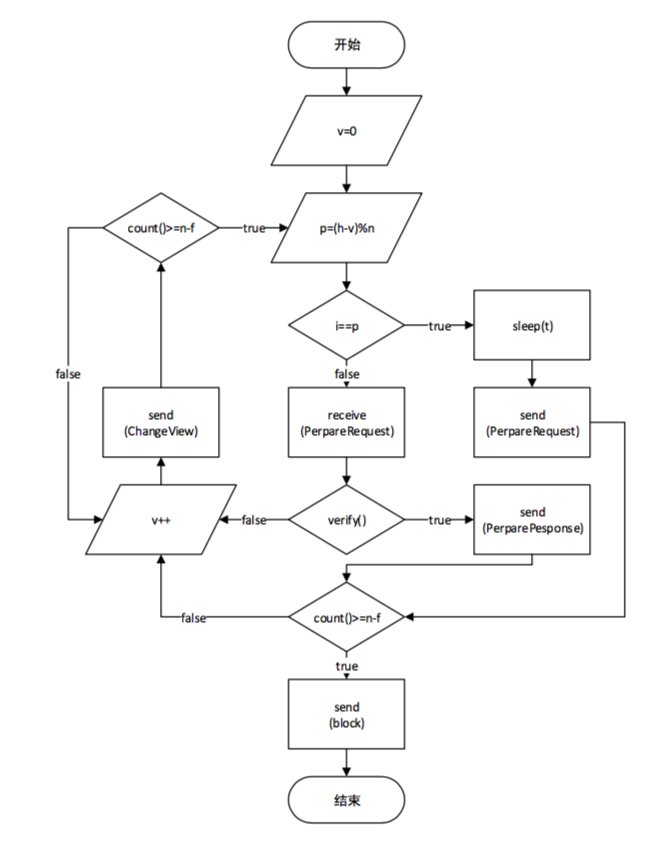 开始
v=0
count()>=n-f
true
p=(h-v)%n
i==p
true
sleep(t)
false
false
send
(ChangeView)
receive
(PerpareRequest)
send
(PerpareRequest)
v++
false
verify()
true
send
(PerparePesponse)
false
count()>=n-f
true
send
(block)
结束